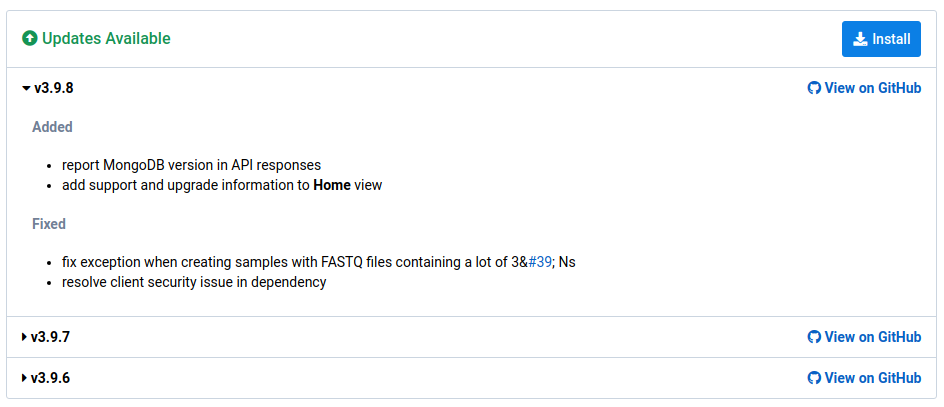 Updates Available
Install
v3.9.8
View on GitHub
Added
report MongoDB version in API responses
add support and upgrade information to Home view
Fixed
fix exception when creating samples with FASTQ files containing a lot of 3&#39; Ns
resolve client security issue in dependency
v3.9.7
View on GitHub
v3.9.6
View on GitHub